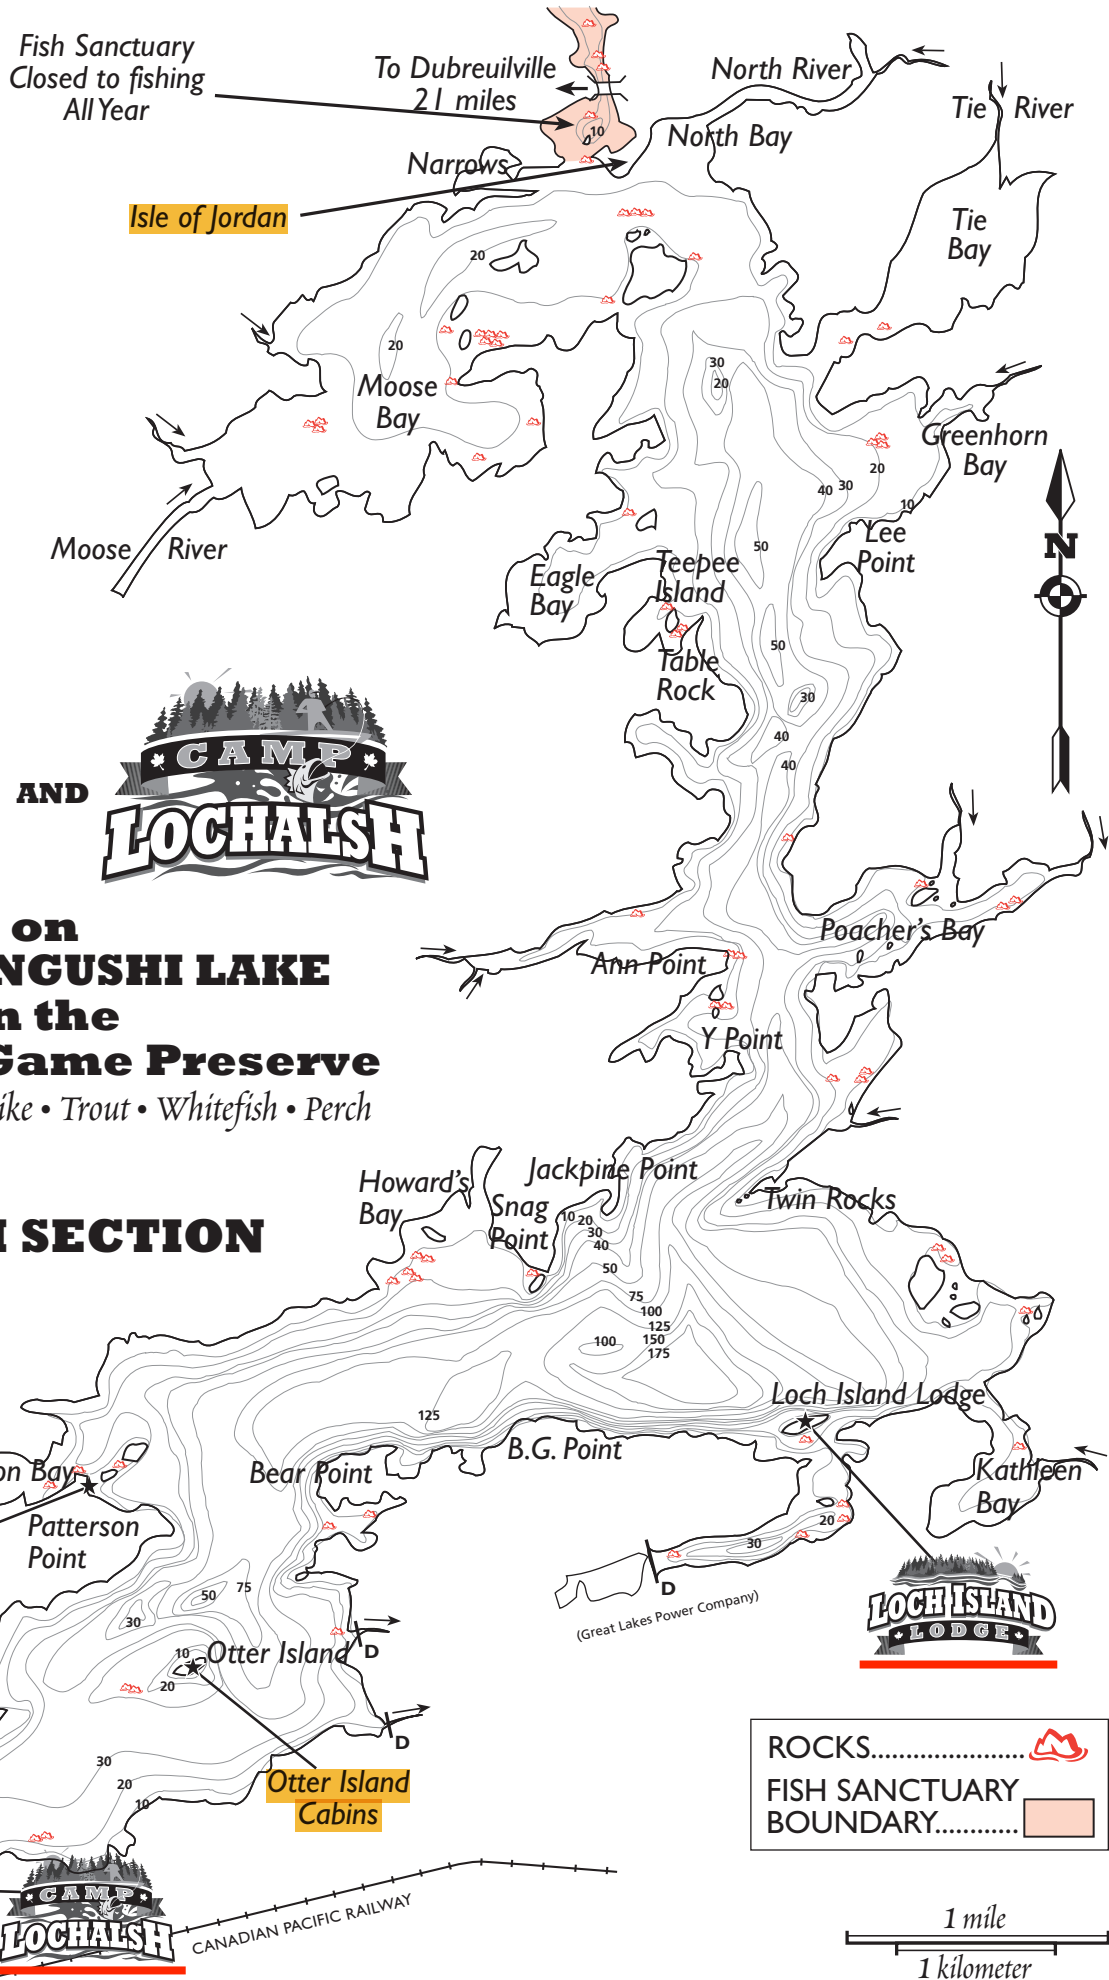 Fish Sanctuary
Closed to fishing
All Year
To Dubreuilville
21 miles
North River
Tie River
North Bay
Narrows
Isle of Jordan
10
Tie
Bay
20
20
Moose
Bay
30
20
Greenhorn
Bay
20
40 30
10
Lee
Point
Moose River
50
Eagle
Bay
Teepee
Island
N
50
Table
Rock
30
40
40
AND
CAMP
LOCHALSH
on
NGUSHI LAKE
n the
Game Preserve
ike • Trout • Whitefish • Perch
Poacher's Bay
Ann Point
Y Point
SECTION
Howard's
Bay
Jackpine Point
Snag
Point
Twin Rocks
10
20
30
40
50
75
100
125
150
175
100
125
Loch Island Lodge
B.G. Point
on Bay
Bear Point
Kathleen
Bay
Patterson
Point
20
30
D
(Great Lakes Power Company)
LOCH ISLAND
LODGE
50
75
30
10
Otter Island
20
D
D
30
20
10
Otter Island
Cabins
ROCKS
FISH SANCTUARY
BOUNDARY
CAMP
LOCHALSH
CANADIAN PACIFIC RAILWAY
1 mile
1 kilometer